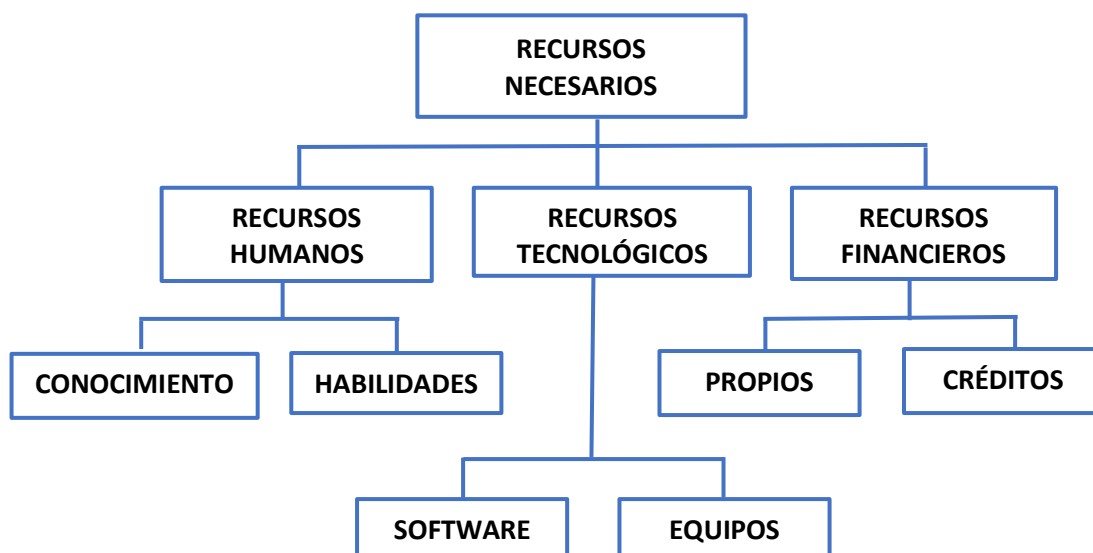 RECURSOS
NECESARIOS
RECURSOS
HUMANOS
RECURSOS
TECNOLÓGICOS
RECURSOS
FINANCIEROS
CONOCIMIENTO
HABILIDADES
PROPIOS
CRÉDITOS
SOFTWARE
EQUIPOS